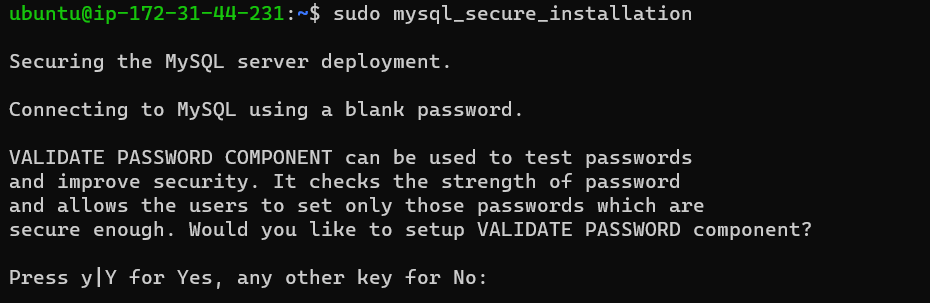 ubuntu@ip-172-31-44-231:~$ sudo mysql_secure_installation
Securing the MySQL server deployment.
Connecting to MySQL using a blank password.
VALIDATE PASSWORD COMPONENT can be used to test passwords
and improve security. It checks the strength of password
and allows the users to set only those passwords which are
secure enough. Would you like to setup VALIDATE PASSWORD component?
Press y|Y for Yes, any other key for No: